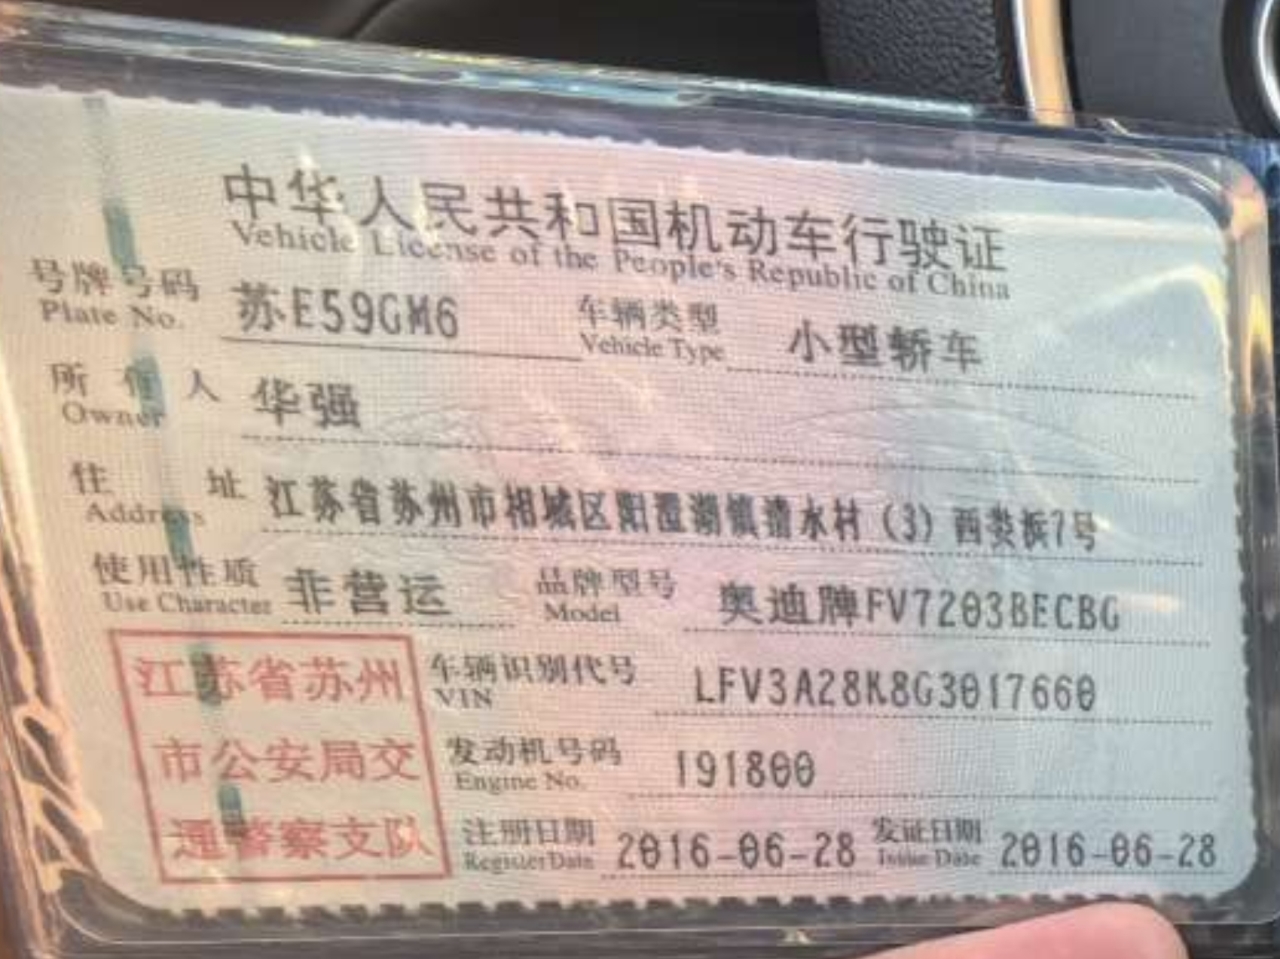 中华人民共和国机动车行驶证
Vehicle License of the People's Republic of China
号牌号码 苏E59GM6 车辆类型 小型轿车
Plate No. Vehicle Type
所有人 华强
Owner
住址 江苏省苏州市相城区阳澄湖镇清水村（3）西娄浜7号
Address
使用性质 非营运 品牌型号 奥迪牌FV7203BECBG
Use Character Model
江苏省苏州
市公安局交
通警察支队
车辆识别代号 LFV3A28K8G3017660
VIN
发动机号码 191800
Engine No.
注册日期 2016-06-28 发证日期 2016-06-28
Register Date Issue Date